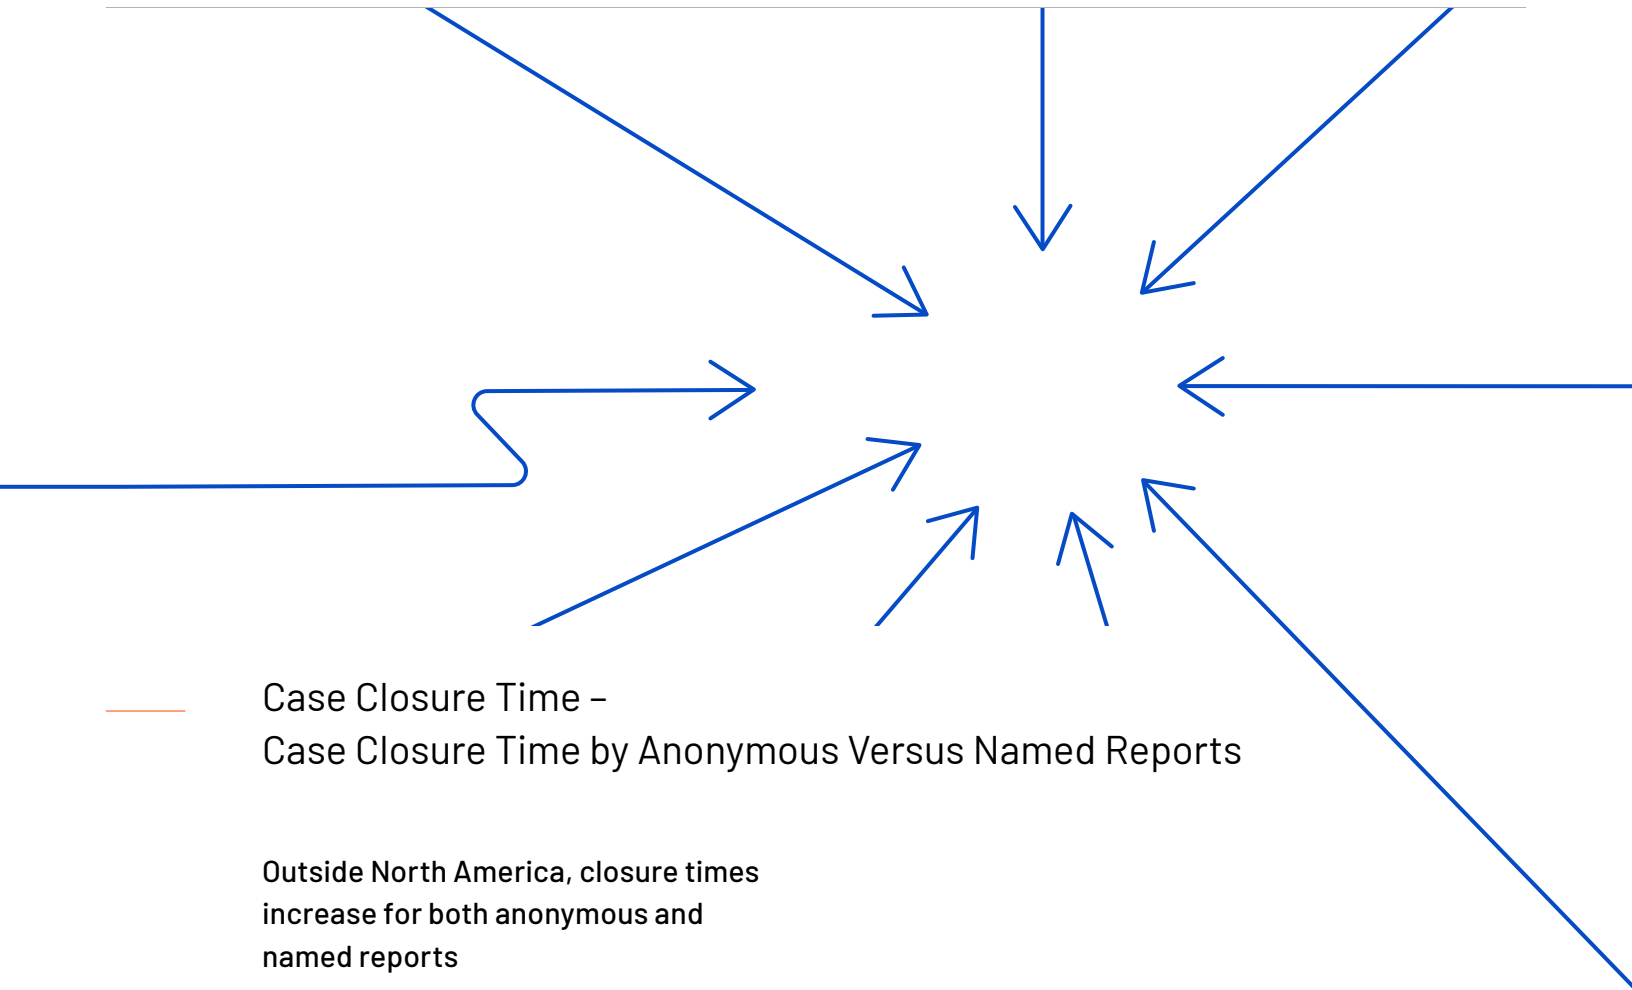 Case Closure Time –
Case Closure Time by Anonymous Versus Named Reports
Outside North America, closure times
increase for both anonymous and
named reports